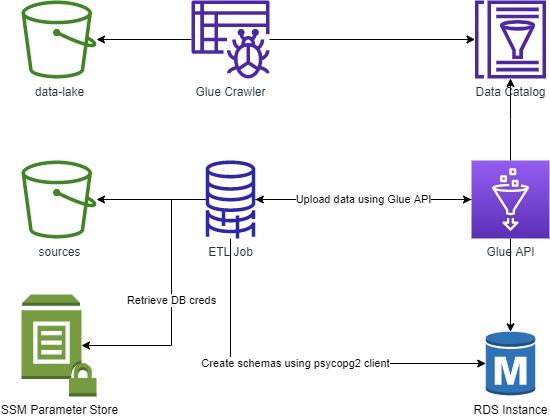 data-lake
Glue Crawler
Data Catalog
Upload data using Glue API
sources
ETL Job
Glue API
Retrieve DB creds
Create schemas using psycopg2 client
M
SSM Parameter Store
RDS Instance